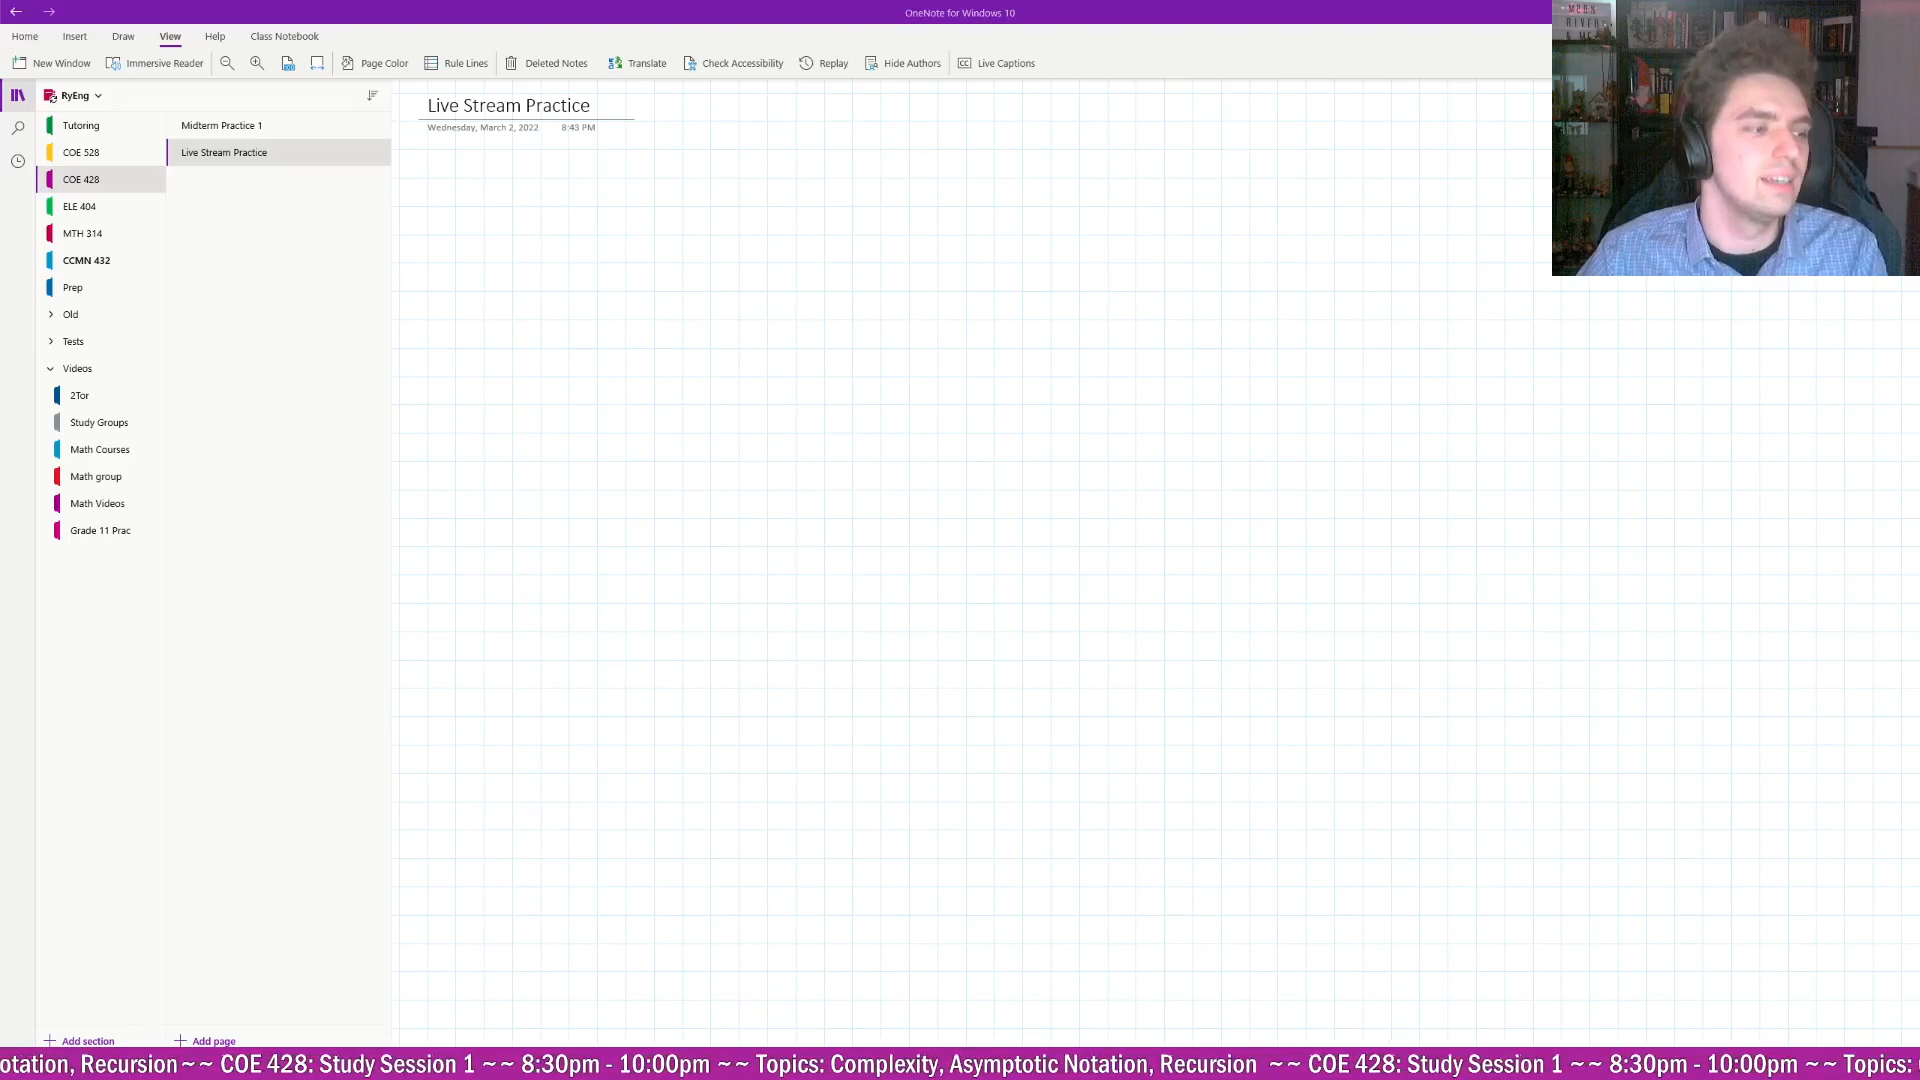 OneNote for Windows 10
Home Insert Draw View Help Class Notebook
New Window Immersive Reader Page Color Rule Lines Deleted Notes Translate Check Accessibility Replay Hide Authors CC Live Captions
RyEng
Tutoring
COE 528
COE 428
ELE 404
MTH 314
CCMN 432
Prep
Old
Tests
Videos
2Tor
Study Groups
Math Courses
Math group
Math Videos
Grade 11 Prac
Add section
Midterm Practice 1
Live Stream Practice
Add page
Live Stream Practice
Wednesday, March 2, 2022 8:43 PM
MOON
RIVER
& ME
otation, Recursion ~~ COE 428: Study Session 1 ~~ 8:30pm - 10:00pm ~~ Topics: Complexity, Asymptotic Notation, Recursion ~~ COE 428: Study Session 1 ~~ 8:30pm - 10:00pm ~~ Topics: